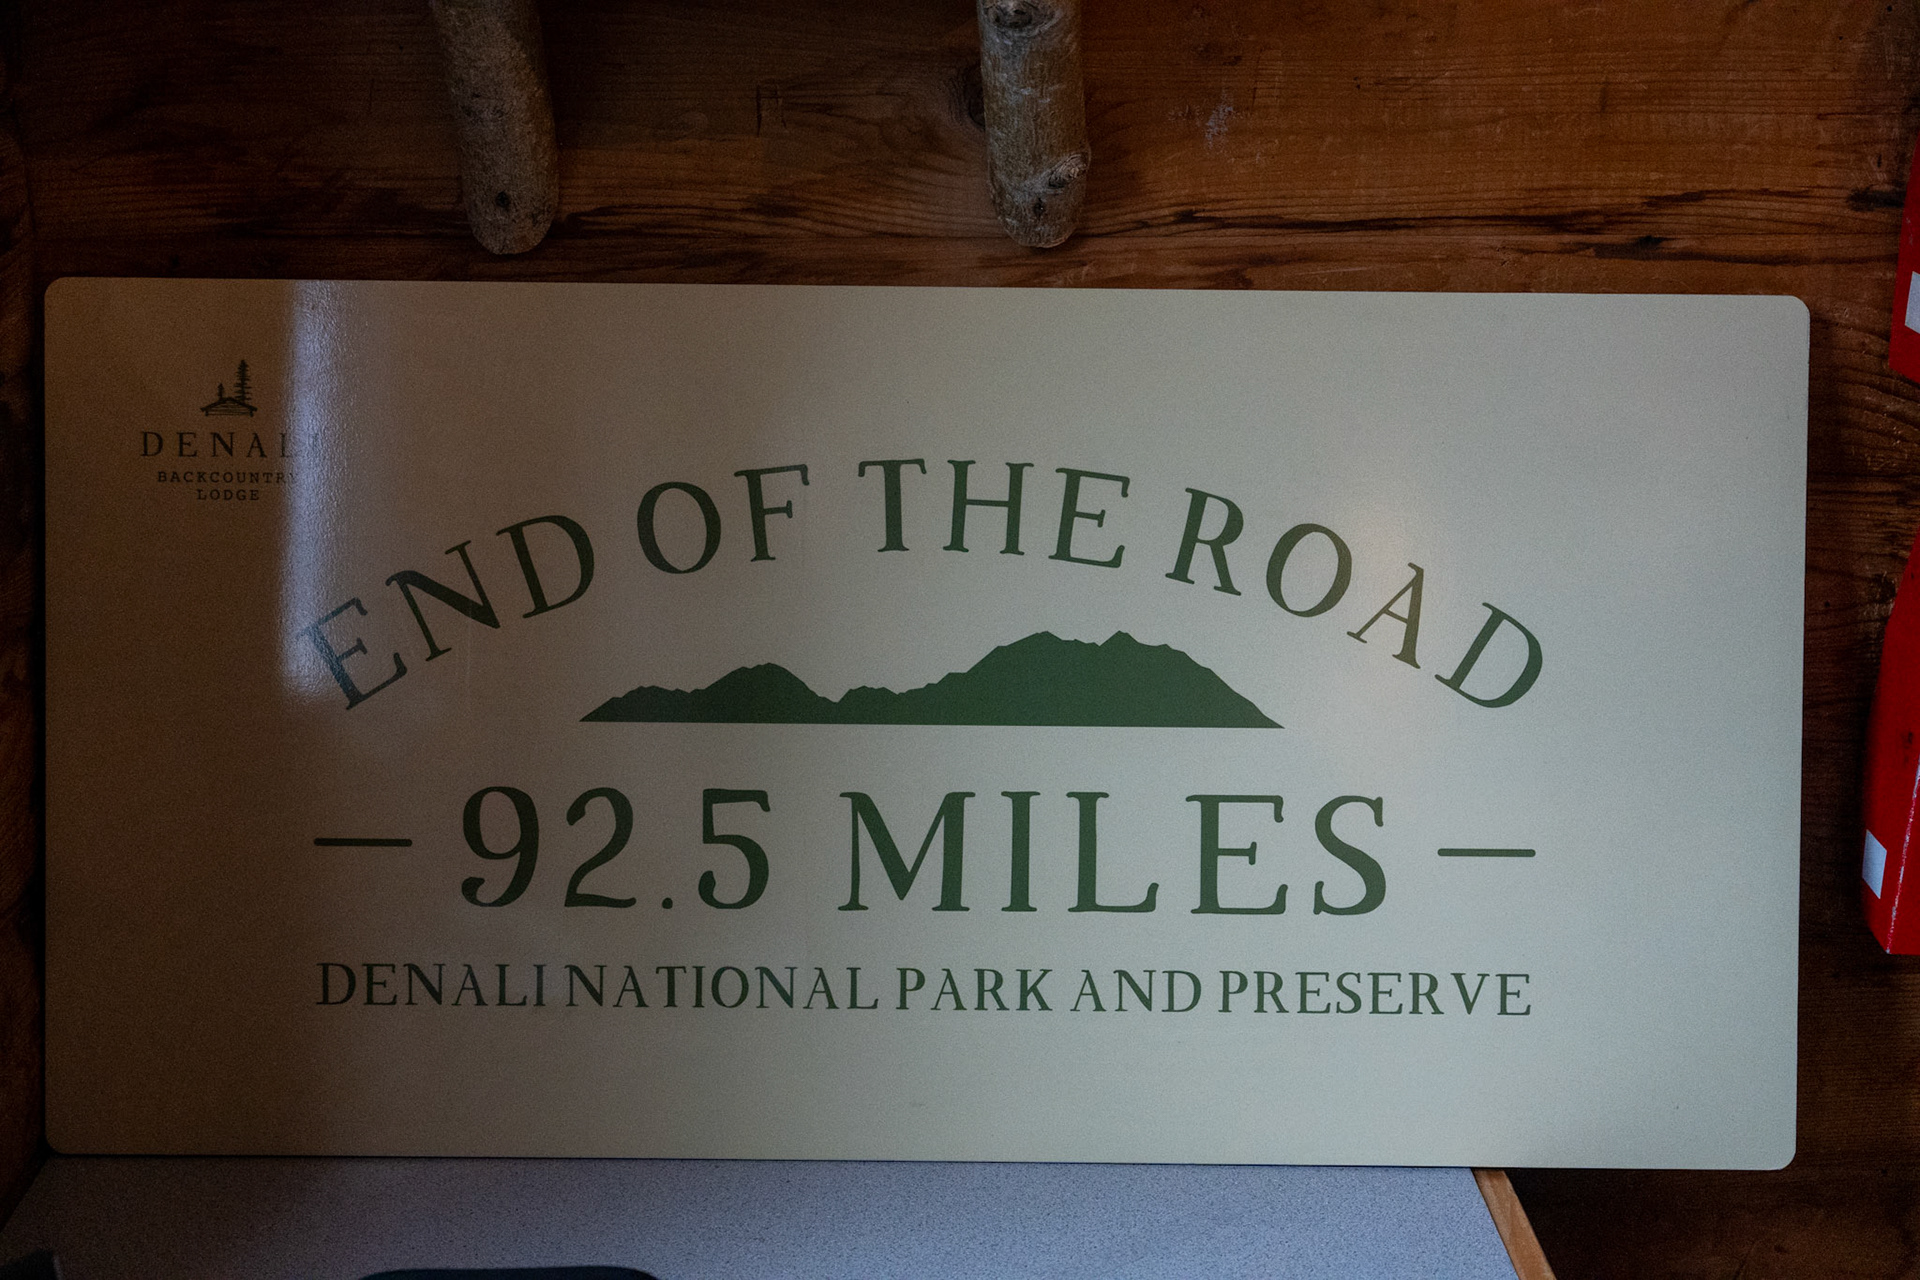 DENALI
BACKCOUNTRY
LODGE
END OF THE ROAD
— 92.5 MILES —
DENALI NATIONAL PARK AND PRESERVE